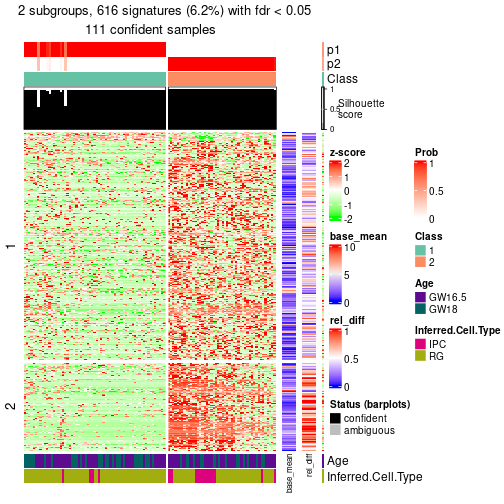 2 subgroups, 616 signatures (6.2%) with fdr < 0.05
111 confident samples
p1
p2
Class
1
0.5
0
Silhouette
score
1
2
base_mean
rel_diff
Age
Inferred.Cell.Type
z-score
2
1
0
-1
-2
base_mean
10
5
0
rel_diff
1
0.5
0
Status (barplots)
confident
ambiguous
Prob
1
0.5
0
Class
1
2
Age
GW16.5
GW18
Inferred.Cell.Type
IPC
RG